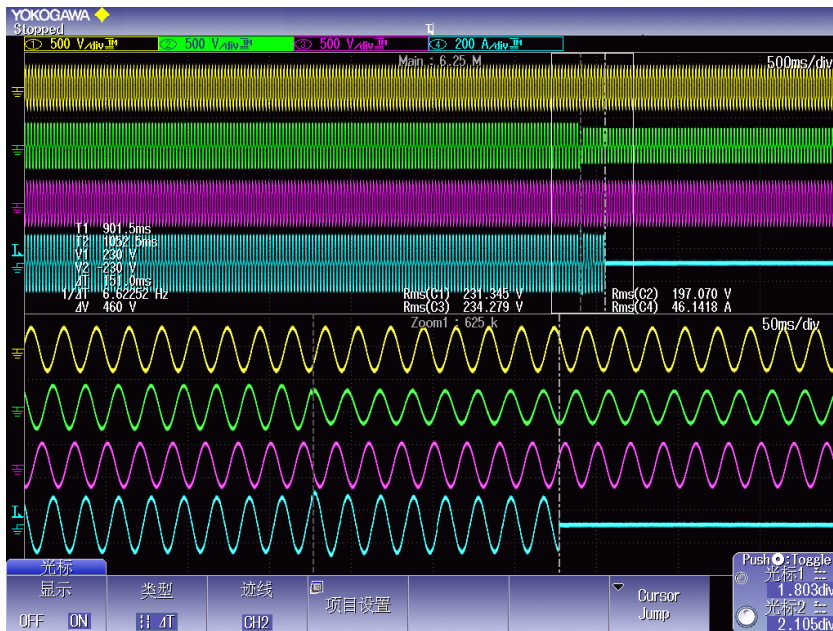 YOKOGAWA
Stopped
① 500 V/div ② 500 V/div ③ 500 V/div ④ 200 A/div
Main : 6.25 M 500ms/div
T1 901.5ms
T2 1052.5ms
V1 230 V
V2 -230 V
ΔT 151.0ms
1/ΔT 6.62252 Hz
ΔV 460 V
Rms(C1) 231.345 V Rms(C2) 197.070 V
Rms(C3) 234.279 V Rms(C4) 46.1418 A
Zoom1 : 625 k 50ms/div
光标
显示 类型 迹线 项目设置 Cursor Jump
OFF ON ΔT CH2
Push :Toggle
光标1
1.803div
光标2
2.105div